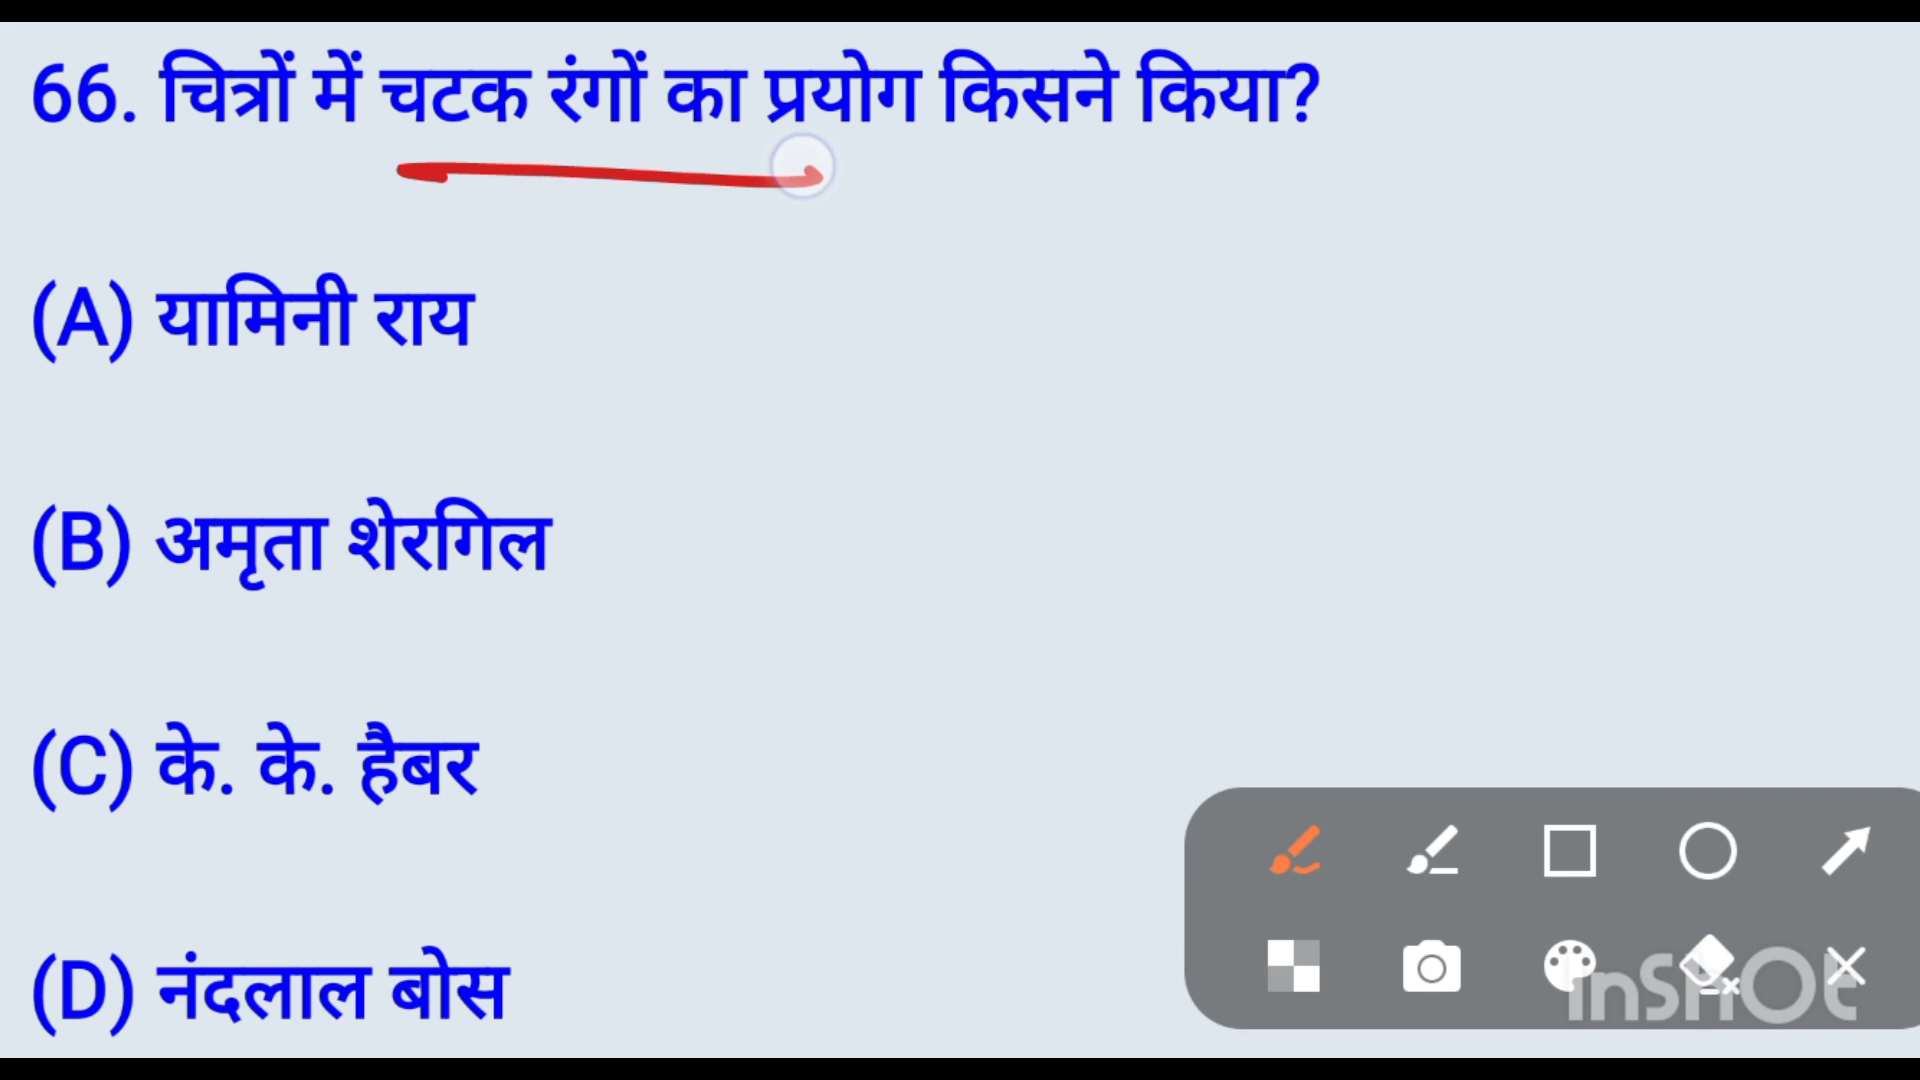 66. चित्रों में चटक रंगों का प्रयोग किसने किया?
(A) यामिनी राय
(B) अमृता शेरगिल
(C) के. के. हैबर
(D) नंदलाल बोस
InShOt